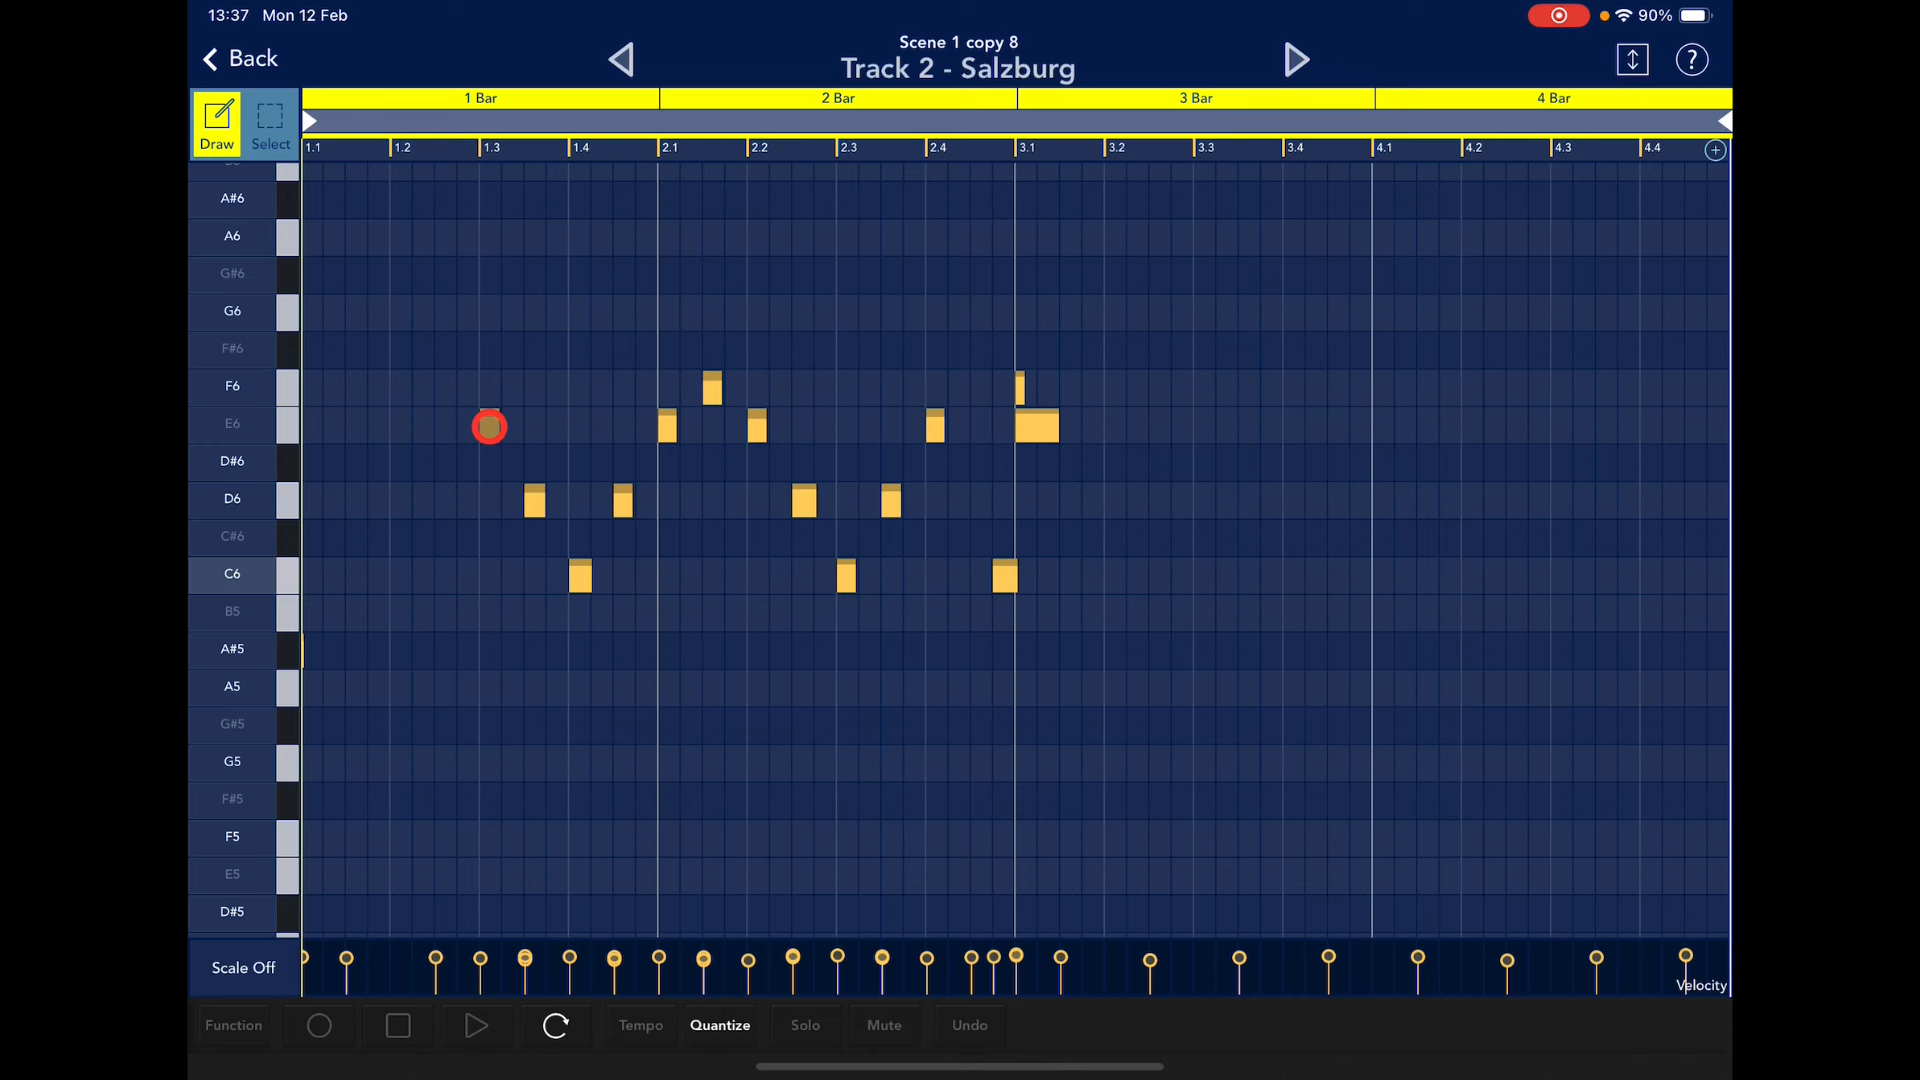 13:37 Mon 12 Feb 90%
Back
Scene 1 copy 8
Track 2 - Salzburg
?
1 Bar 2 Bar 3 Bar 4 Bar
Draw Select
1.1 1.2 1.3 1.4 2.1 2.2 2.3 2.4 3.1 3.2 3.3 3.4 4.1 4.2 4.3 4.4
A#6
A6
G#6
G6
F#6
F6
E6
D#6
D6
C#6
C6
B5
A#5
A5
G#5
G5
F#5
F5
E5
D#5
Scale Off
Velocity
Function Tempo Quantize Solo Mute Undo